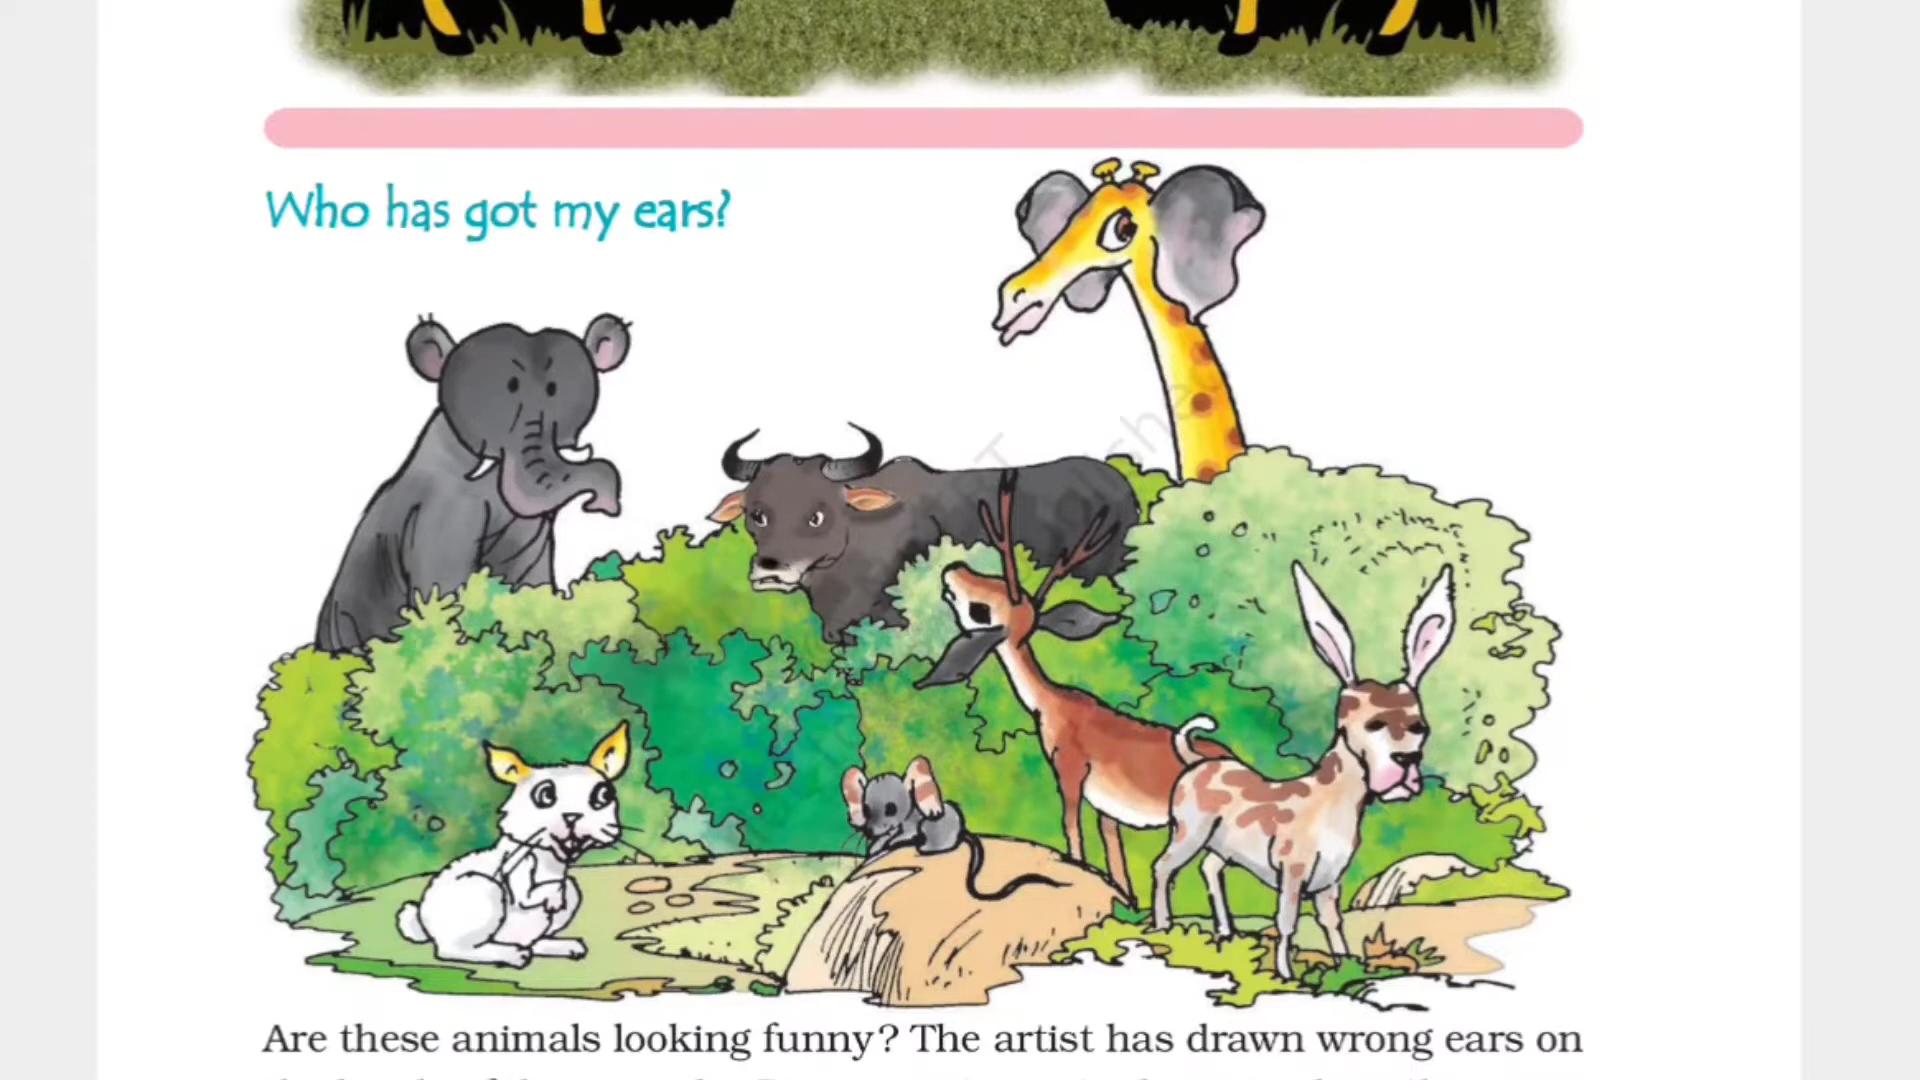 Who has got my ears?
Are these animals looking funny? The artist has drawn wrong ears on